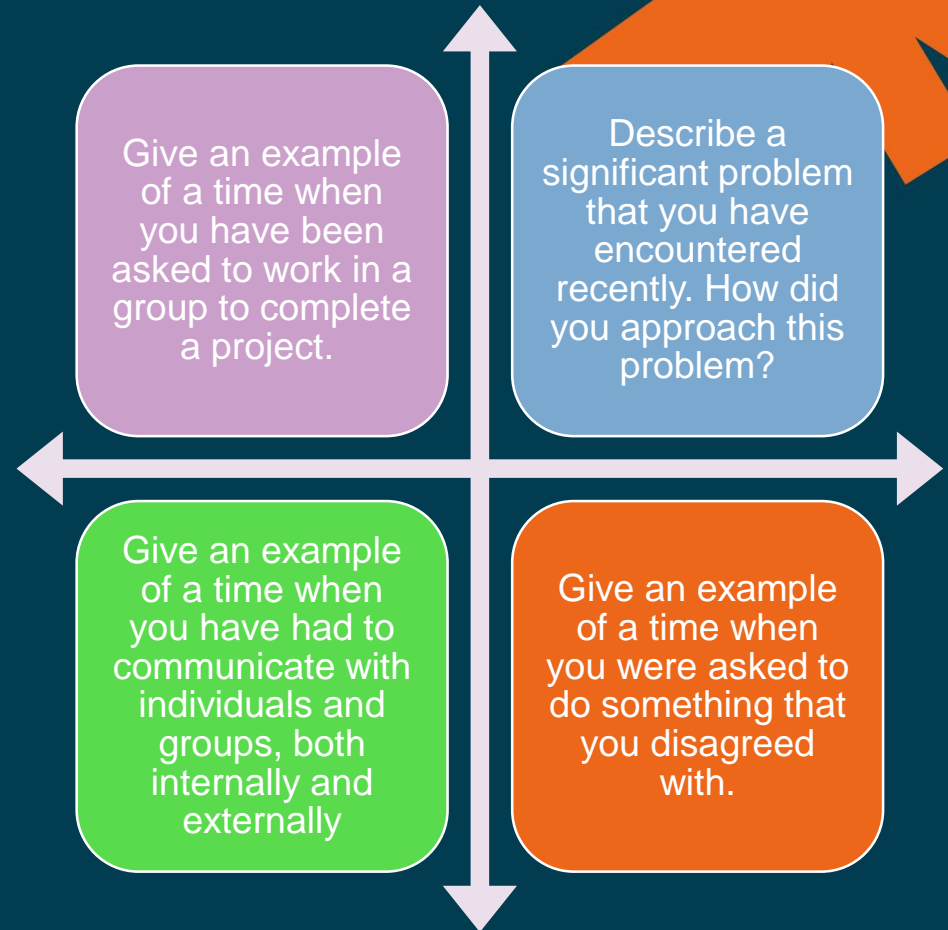 Give an example
of a time when
you have been
asked to work in a
group to complete
a project.
Describe a
significant problem
that you have
encountered
recently. How did
you approach this
problem?
Give an example
of a time when
you have had to
communicate with
individuals and
groups, both
internally and
externally
Give an example
of a time when
you were asked to
do something that
you disagreed
with.